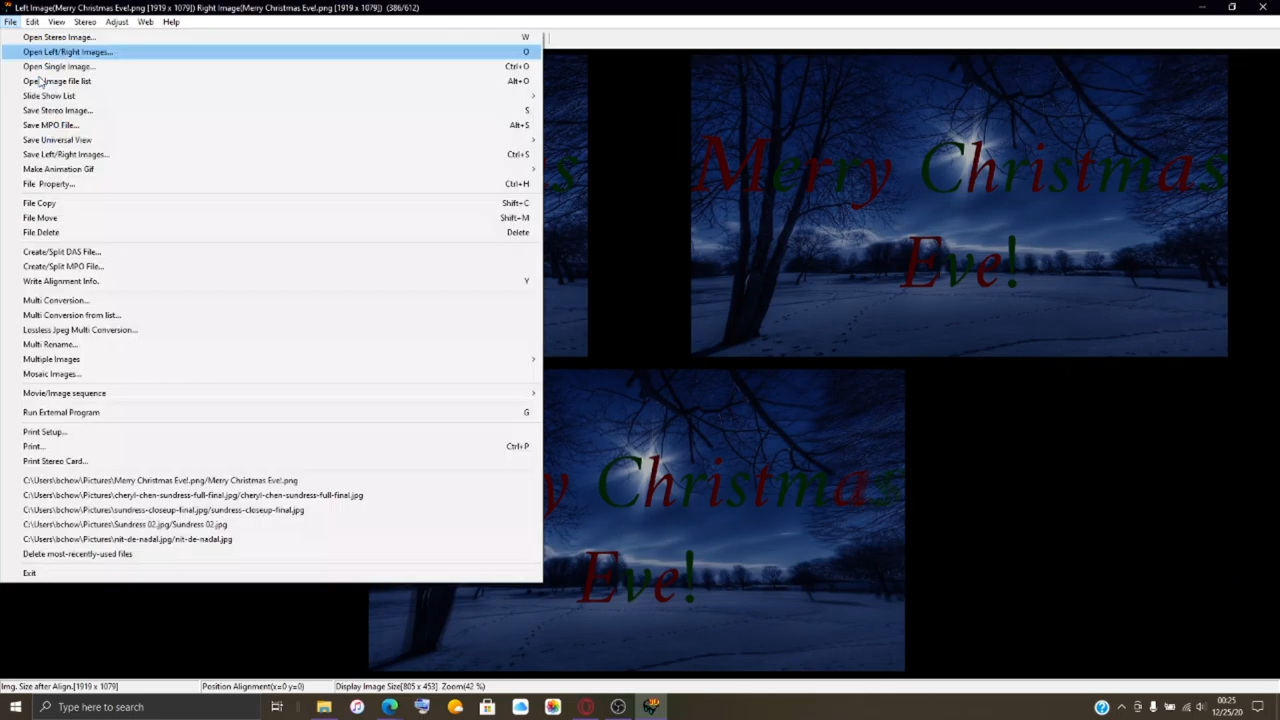 Left Image(Merry Christmas Eve!.png [1919 x 1079]) Right Image(Merry Christmas Eve!.png [1919 x 1079]) (386/612)
File Edit View Stereo Adjust Web Help
Open Stereo Image... W
Open Left/Right Images... O
Open Single Image... Ctrl+O
Open Image file list Alt+O
Slide Show List
Save Stereo Image... S
Save MPO File... Alt+S
Save Universal View
Save Left/Right Images... Ctrl+S
Make Animation Gif
File Property... Ctrl+H
File Copy Shift+C
File Move Shift+M
File Delete Delete
Create/Split DAS File...
Create/Split MPO File...
Write Alignment Info. Y
Multi Conversion...
Multi Conversion from list...
Lossless Jpeg Multi Conversion...
Multi Rename...
Multiple Images
Mosaic Images...
Movie/Image sequence
Run External Program G
Print Setup...
Print... Ctrl+P
Print Stereo Card...
C:\Users\bchow\Pictures\Merry Christmas Eve!.png/Merry Christmas Eve!.png
C:\Users\bchow\Pictures\cheryl-chen-sundress-full-final.jpg/cheryl-chen-sundress-full-final.jpg
C:\Users\bchow\Pictures\sundress-closeup-final.jpg/sundress-closeup-final.jpg
C:\Users\bchow\Pictures\Sundress 02.jpg/Sundress 02.jpg
C:\Users\bchow\Pictures\nit-de-nadal.jpg/nit-de-nadal.jpg
Delete most-recently-used files
Exit
s
Merry Christmas
Eve!
y Christmas
Eve!
Img. Size after Align.[1919 x 1079] Position Alignment(x=0 y=0) Display Image Size[805 x 453] Zoom(42 %)
Type here to search
00:25
12/25/20